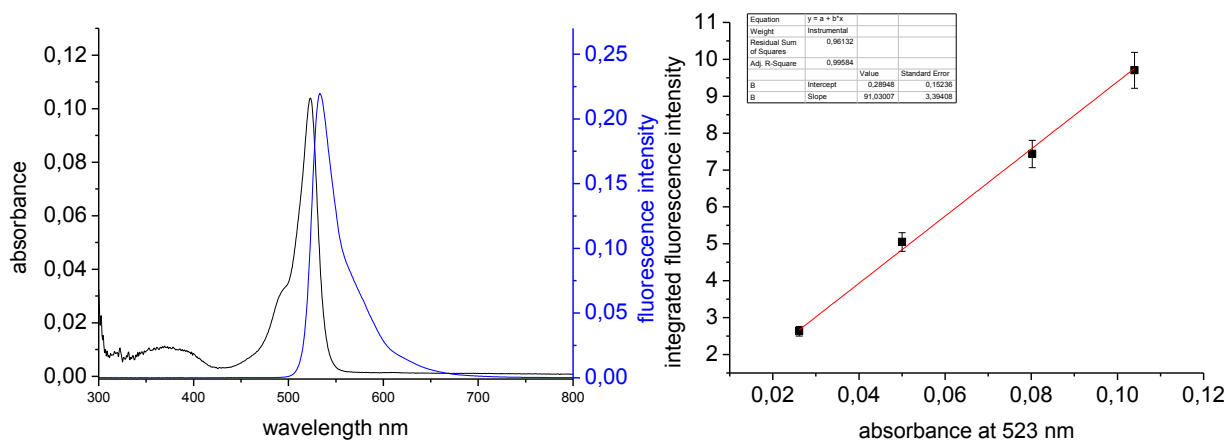 0,12
0,10
0,08
0,06
0,04
0,02
0,00
absorbance
300
400
500
600
700
800
wavelength nm
0,25
0,20
0,15
0,10
0,05
0,00
fluorescence intensity
11
10
9
8
7
6
5
4
3
2
integrated fluorescence intensity
Equation y = a + b*x
Weight Instrumental
Residual Sum of Squares 0,96132
Adj. R-Square 0,99584
Value Standard Error
B Intercept 0,28948 0,15236
B Slope 91,03007 3,39408
0,02
0,04
0,06
0,08
0,10
0,12
absorbance at 523 nm